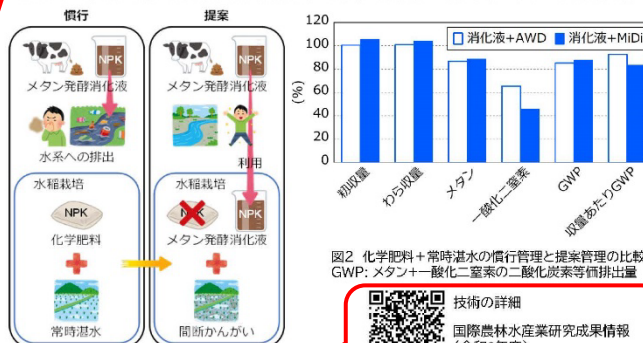 慣行
提案
NPK
NPK
メタン発酵消化液
メタン発酵消化液
水系への排出
利用
水稲栽培
水稲栽培
NPK
NPK
NPK
化学肥料
メタン発酵消化液
常時湛水
間断かんがい
120
100
80
60
40
20
0
(%)
消化液+AWD
消化液+MiDi
籾収量
わら収量
メタン
一酸化二窒素
GWP
収量あたりGWP
図2 化学肥料+常時湛水の慣行管理と提案管理の比較
GWP: メタン+一酸化二窒素の二酸化炭素等価排出量
技術の詳細
国際農林水産業研究成果情報